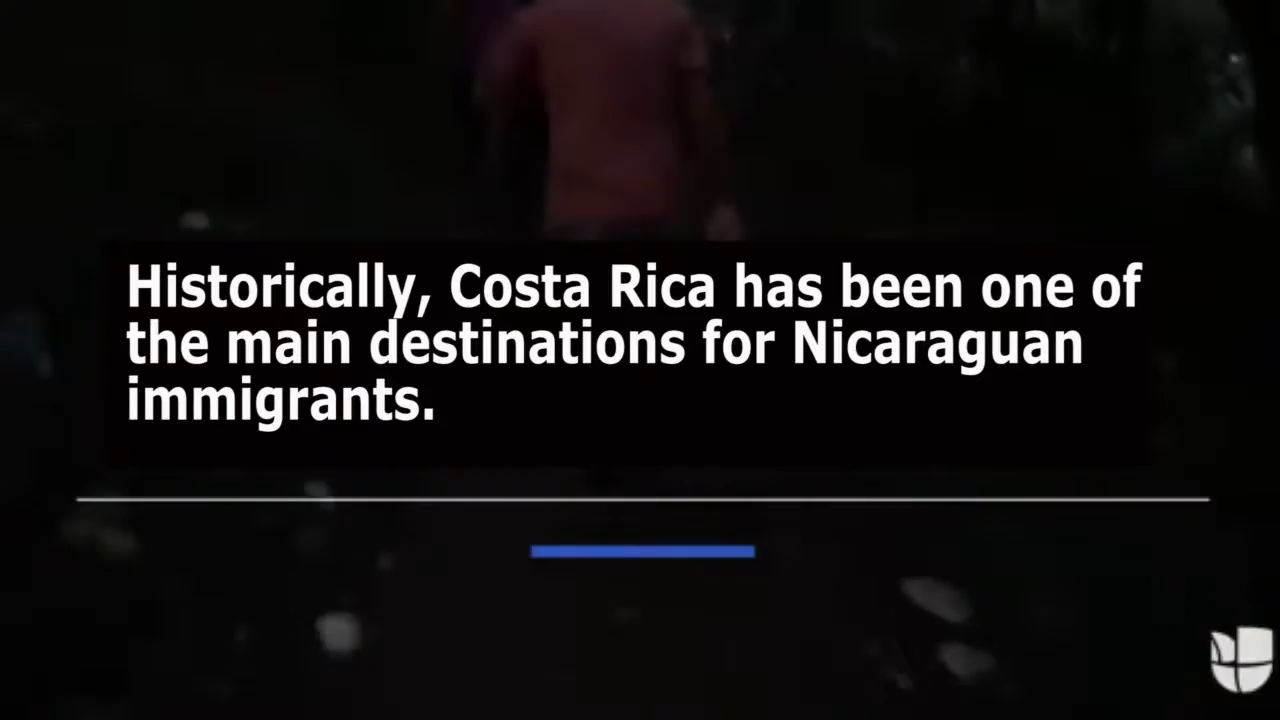 Historically, Costa Rica has been one of
the main destinations for Nicaraguan
immigrants.